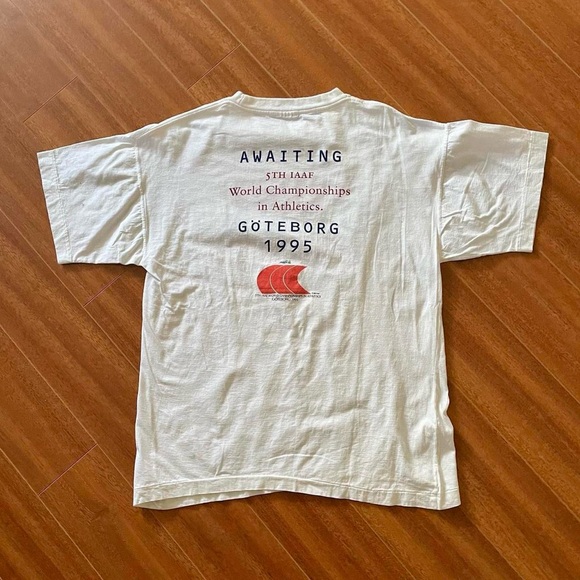 AWAITING
5TH IAAF
World Championships
in Athletics.
GöTEBORG
1995